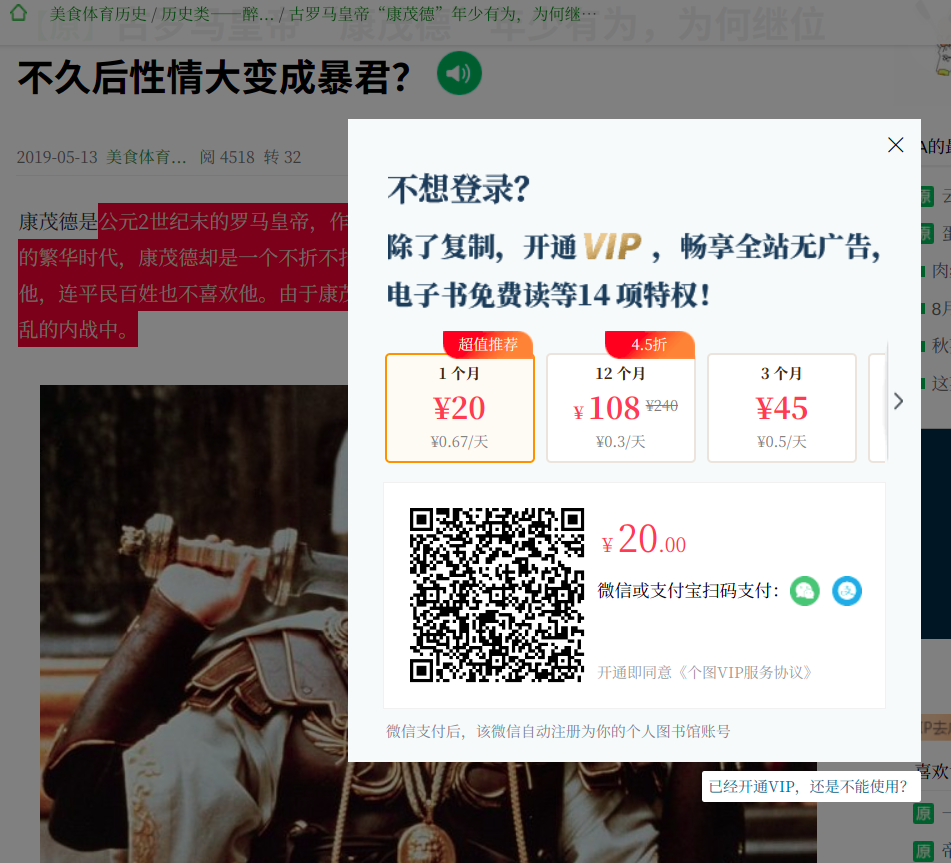 美食体育历史 / 历史类——醉... / 古罗马皇帝“康茂德”年少有为，为何继…
[原] 古罗马皇帝“康茂德”年少有为，为何继位
不久后性情大变成暴君？
2019-05-13 美食体育... 阅 4518 转 32
康茂德是公元2世纪末的罗马皇帝，作
的繁华时代，康茂德却是一个不折不扣
他，连平民百姓也不喜欢他。由于康茂
乱的内战中。
不想登录？
除了复制，开通VIP，畅享全站无广告，
电子书免费读等14项特权！
超值推荐
1 个月
¥20
¥0.67/天
4.5折
12 个月
¥108 ¥240
¥0.3/天
3 个月
¥45
¥0.5/天
¥20.00
微信或支付宝扫码支付：
开通即同意《个图VIP服务协议》
微信支付后，该微信自动注册为你的个人图书馆账号
已经开通VIP，还是不能使用？
A的最
原 云
原
肉
8月
秋
这
VIP去
喜欢
原 一
原